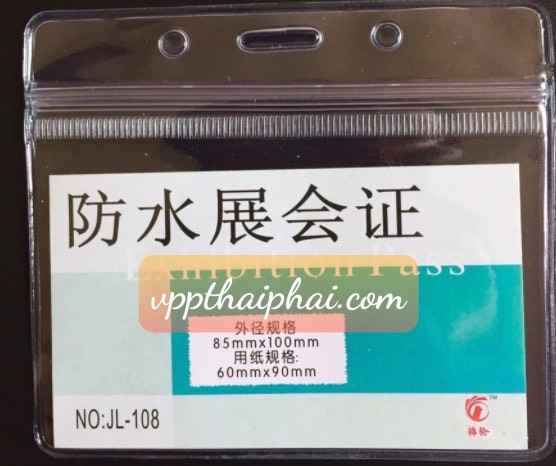 防水展会证
Exhibition Pass
vppthaiphai.com
外径规格
85mmx100mm
用纸规格:
60mmx90mm
NO:JL-108
TM